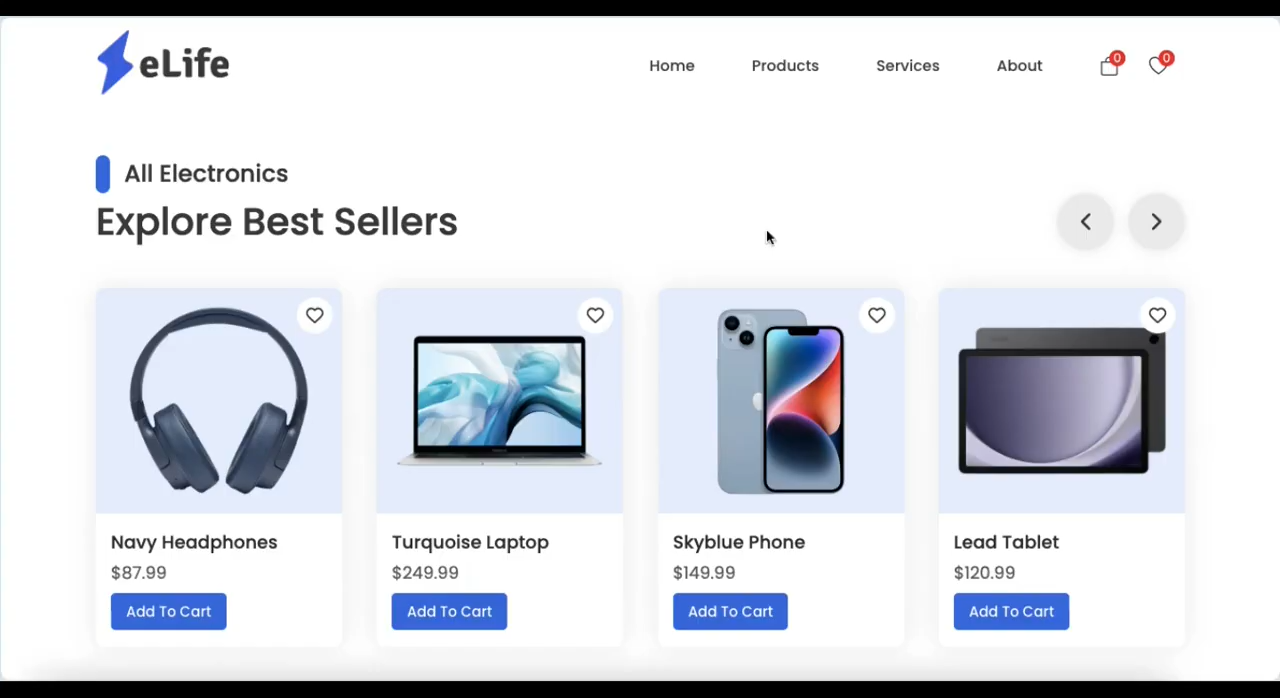 eLife
Home Products Services About 0 0
All Electronics
Explore Best Sellers
Navy Headphones Turquoise Laptop Skyblue Phone Lead Tablet
$87.99 $249.99 $149.99 $120.99
Add To Cart Add To Cart Add To Cart Add To Cart